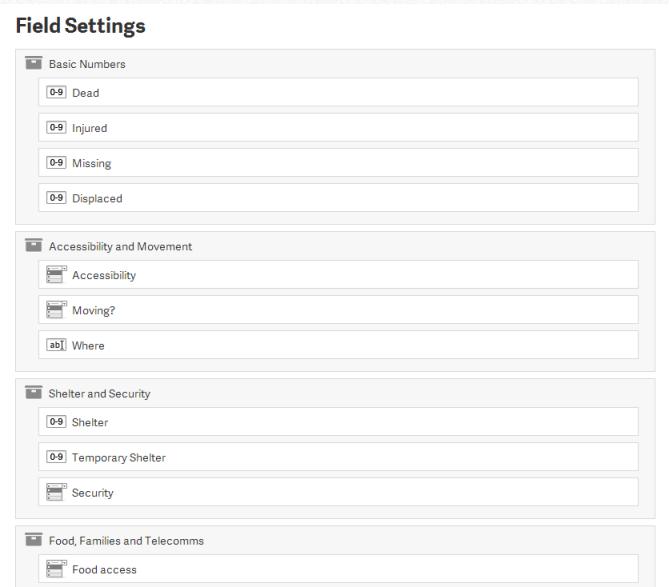 Field Settings
Basic Numbers
0-9 Dead
0-9 Injured
0-9 Missing
0-9 Displaced
Accessibility and Movement
Accessibility
Moving?
ab Where
Shelter and Security
0-9 Shelter
0-9 Temporary Shelter
Security
Food, Families and Telecomms
Food access